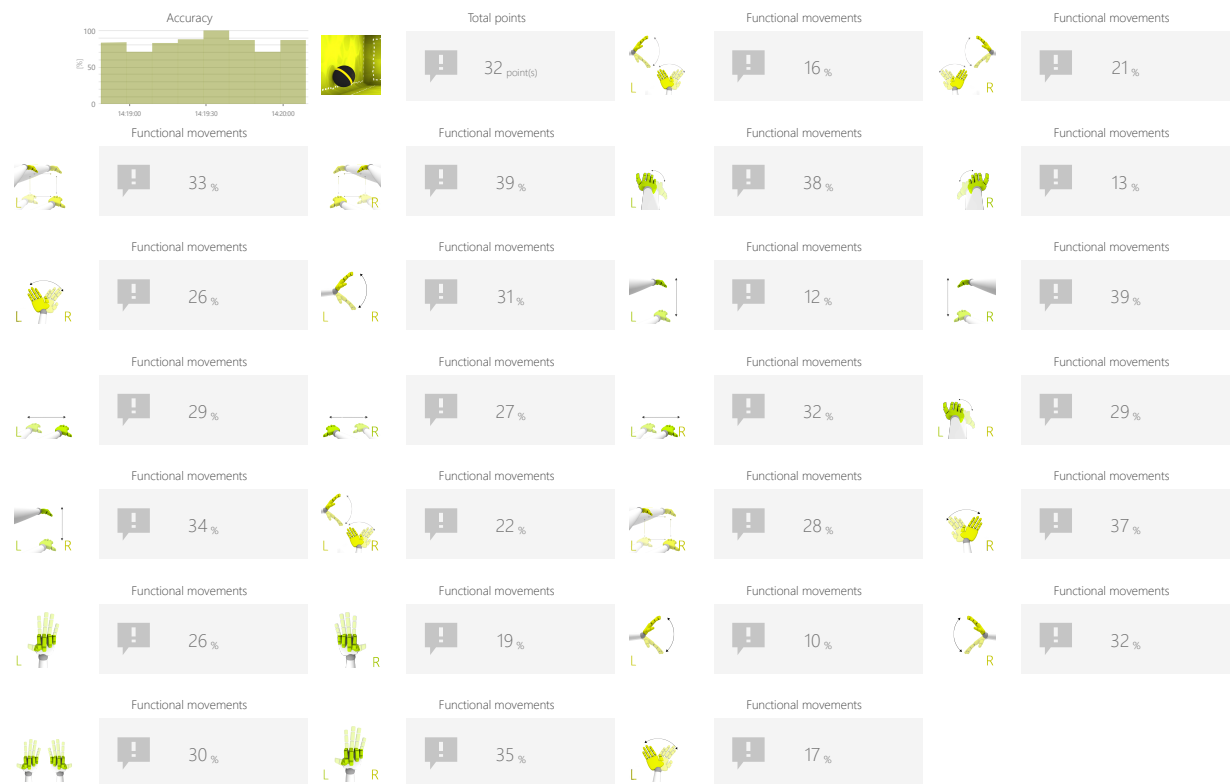 Accuracy
100
50
0
[%]
14:19:00 14:19:30 14:20:00
Total points
32 point(s)
Functional movements
L
16 %
Functional movements
R
21 %
Functional movements
L
33 %
Functional movements
R
39 %
Functional movements
L
38 %
Functional movements
R
13 %
Functional movements
L R
26 %
Functional movements
L R
31 %
Functional movements
L
12 %
Functional movements
R
39 %
Functional movements
L
29 %
Functional movements
R
27 %
Functional movements
L R
32 %
Functional movements
L R
29 %
Functional movements
L R
34 %
Functional movements
L R
22 %
Functional movements
L R
28 %
Functional movements
R
37 %
Functional movements
L
26 %
Functional movements
R
19 %
Functional movements
L
10 %
Functional movements
R
32 %
Functional movements
30 %
Functional movements
L R
35 %
Functional movements
L
17 %